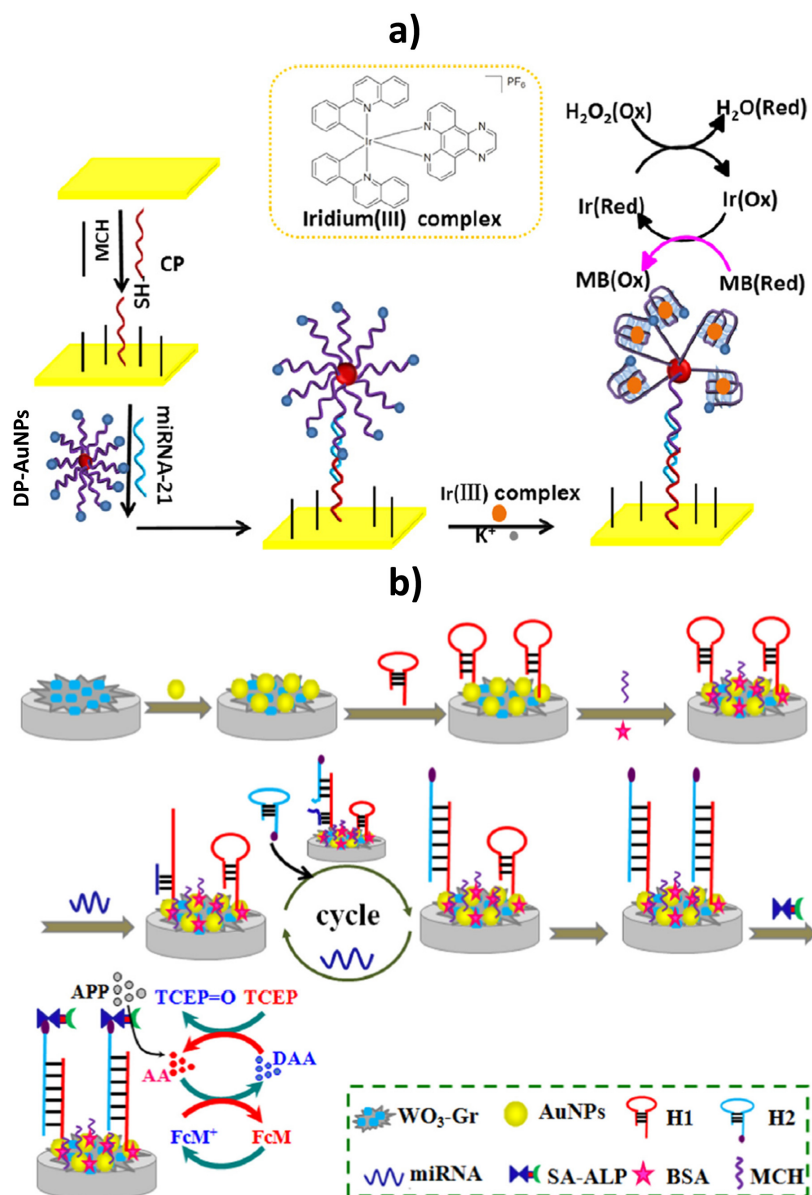 a)
PF6
N
N
N
Ir
N
N
N
Iridium(III) complex
H2O2(Ox)
H2O(Red)
Ir(Red)
Ir(Ox)
MB(Ox)
MB(Red)
MCH
CP
HS
DP-AuNPs
miRNA-21
Ir(III) complex
K+
b)
cycle
APP
TCEP=O
TCEP
AA
DAA
FcM+
FcM
WO3-Gr
AuNPs
H1
H2
miRNA
SA-ALP
BSA
MCH